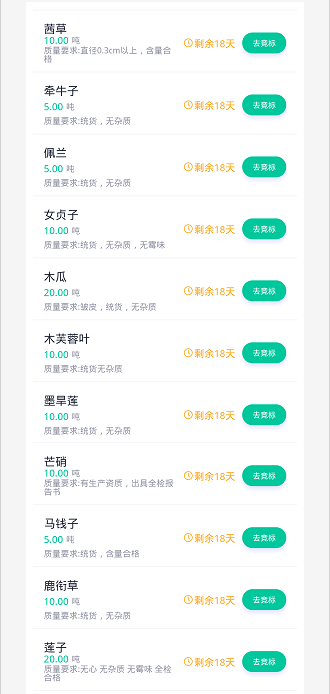 茜草
10.00 吨
质量要求:直径0.3cm以上，含量合
格
剩余18天
去竞标
牵牛子
5.00 吨
质量要求:统货，无杂质
剩余18天
去竞标
佩兰
5.00 吨
质量要求:统货，无杂质
剩余18天
去竞标
女贞子
10.00 吨
质量要求:统货，无杂质，无霉味
剩余18天
去竞标
木瓜
20.00 吨
质量要求:皱皮，统货，无杂质
剩余18天
去竞标
木芙蓉叶
10.00 吨
质量要求:统货无杂质
剩余18天
去竞标
墨旱莲
10.00 吨
质量要求:统货，无杂质
剩余18天
去竞标
芒硝
10.00 吨
质量要求:有生产资质，出具全检报
告书
剩余18天
去竞标
马钱子
5.00 吨
质量要求:统货，含量合格
剩余18天
去竞标
鹿衔草
10.00 吨
质量要求:统货，无杂质
剩余18天
去竞标
莲子
20.00 吨
质量要求:无心 无杂质 无霉味 全检
合格
剩余18天
去竞标